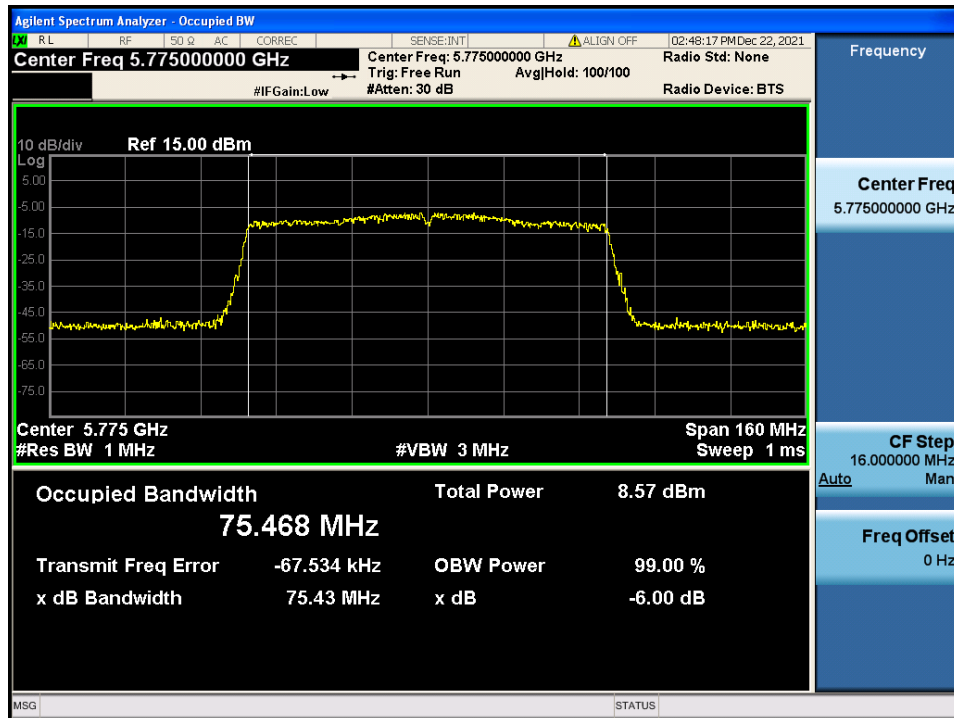 Agilent Spectrum Analyzer - Occupied BW
LXI RL RF 50 Ω AC CORREC SENSE:INT ALIGN OFF 02:48:17 PM Dec 22, 2021
Center Freq 5.775000000 GHz
Center Freq: 5.775000000 GHz
Radio Std: None
Trig: Free Run Avg|Hold: 100/100
#IFGain:Low
#Atten: 30 dB
Radio Device: BTS
10 dB/div Ref 15.00 dBm
Log
5.00
-5.00
-15.0
-25.0
-35.0
-45.0
-55.0
-65.0
-75.0
Center 5.775 GHz
Span 160 MHz
#Res BW 1 MHz
#VBW 3 MHz
Sweep 1 ms
Occupied Bandwidth
75.468 MHz
Total Power 8.57 dBm
Transmit Freq Error -67.534 kHz
OBW Power 99.00 %
x dB Bandwidth 75.43 MHz
x dB -6.00 dB
Frequency
Center Freq
5.775000000 GHz
CF Step
16.000000 MHz
Auto Man
Freq Offset
0 Hz
MSG
STATUS